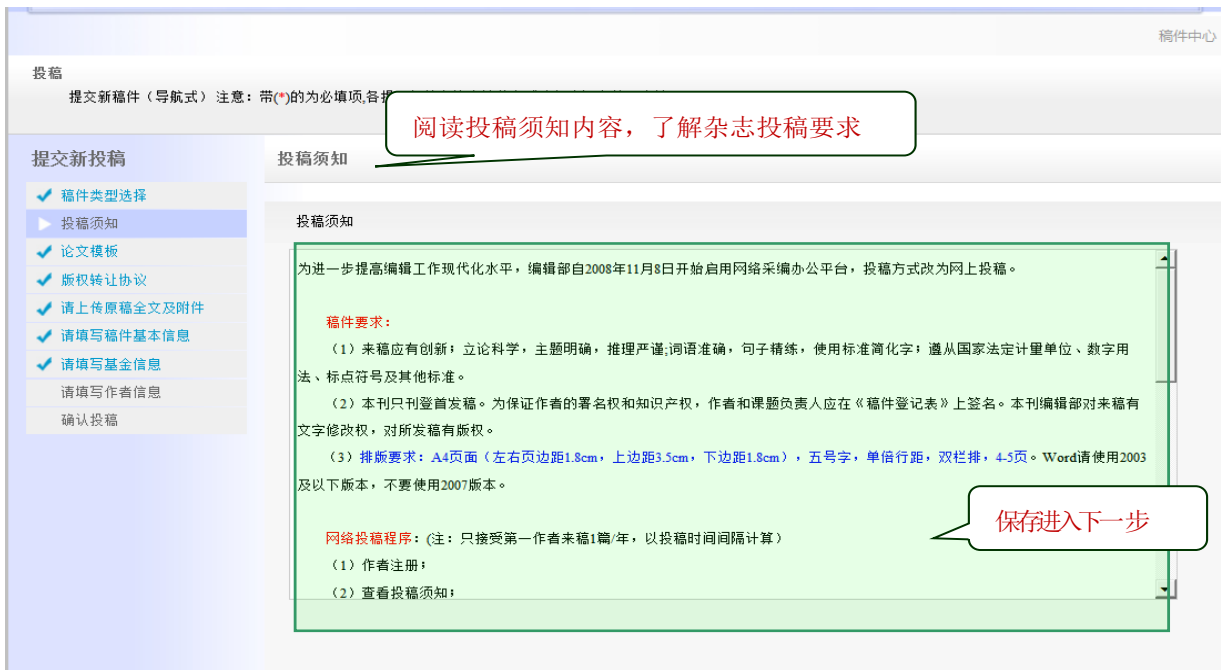 稿件中心
投稿
提交新稿件（导航式）注意：带(*)的为必填项,各提
阅读投稿须知内容，了解杂志投稿要求
提交新投稿
稿件类型选择
投稿须知
论文模板
版权转让协议
请上传原稿全文及附件
请填写稿件基本信息
请填写基金信息
请填写作者信息
确认投稿
投稿须知
投稿须知
为进一步提高编辑工作现代化水平，编辑部自2008年11月8日开始启用网络采编办公平台，投稿方式改为网上投稿。
稿件要求：
（1）来稿应有创新；立论科学，主题明确，推理严谨;词语准确，句子精练，使用标准简化字；遵从国家法定计量单位、数字用
法、标点符号及其他标准。
（2）本刊只刊登首发稿。为保证作者的署名权和知识产权，作者和课题负责人应在《稿件登记表》上签名。本刊编辑部对来稿有
文字修改权，对所发稿有版权。
（3）排版要求：A4页面（左右页边距1.8cm，上边距3.5cm，下边距1.8cm），五号字，单倍行距，双栏排，4-5页。Word请使用2003
及以下版本，不要使用2007版本。
网络投稿程序：(注：只接受第一作者来稿1篇/年，以投稿时间间隔计算）
（1）作者注册；
（2）查看投稿须知；
保存进入下一步